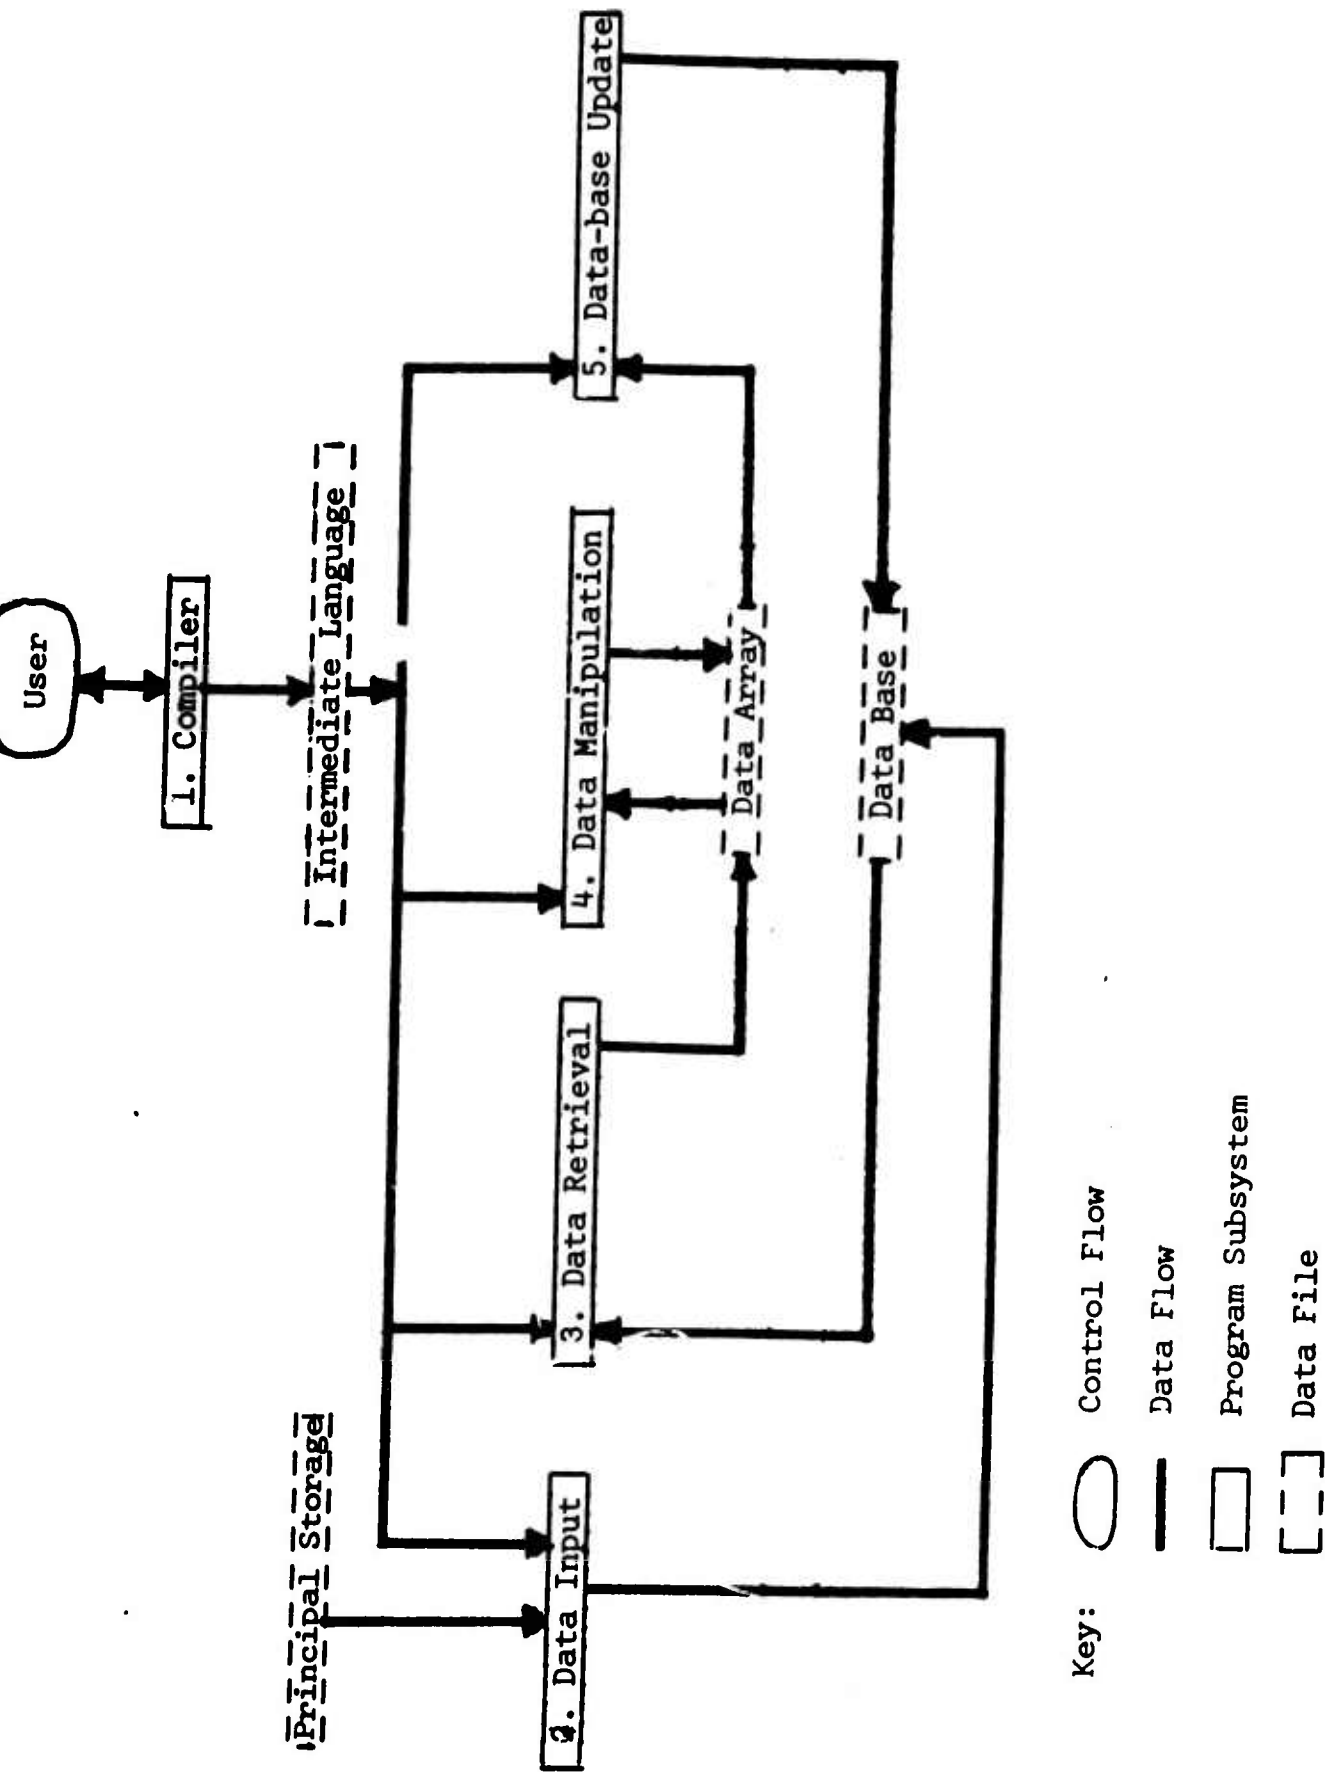 User
1. Compiler
Intermediate Language
Principal Storage
2. Data Input
3. Data Retrieval
4. Data Manipulation
5. Data-base Update
Data Array
Data Base
Key:
Control Flow
Data Flow
Program Subsystem
Data File